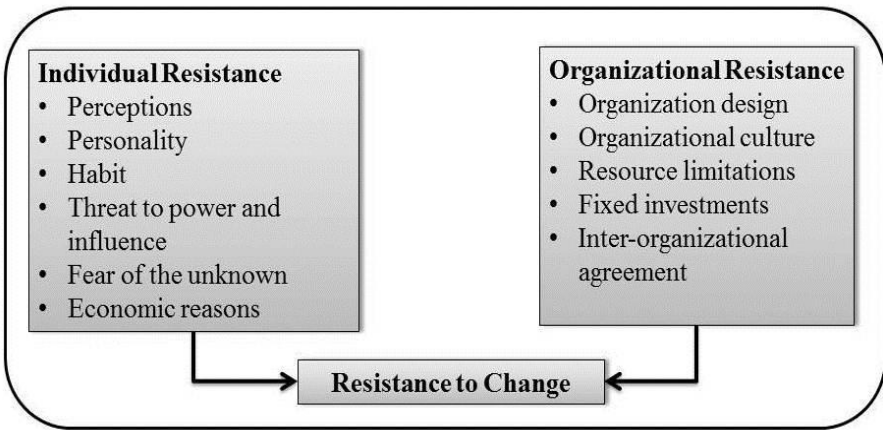 Individual Resistance
• Perceptions
• Personality
• Habit
• Threat to power and
influence
• Fear of the unknown
• Economic reasons
Organizational Resistance
• Organization design
• Organizational culture
• Resource limitations
• Fixed investments
• Inter-organizational
agreement
Resistance to Change